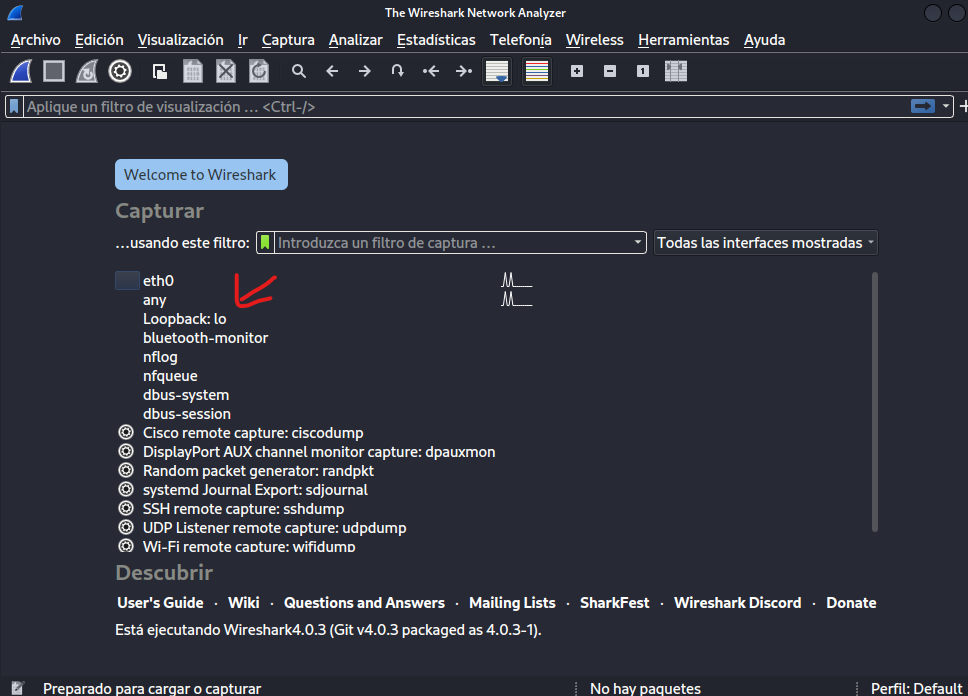 The Wireshark Network Analyzer
Archivo Edición Visualización Ir Captura Analizar Estadísticas Telefonía Wireless Herramientas Ayuda
1
Aplique un filtro de visualización … <Ctrl-/>
Welcome to Wireshark
Capturar
…usando este filtro: Introduzca un filtro de captura … Todas las interfaces mostradas
eth0
any
Loopback: lo
bluetooth-monitor
nflog
nfqueue
dbus-system
dbus-session
Cisco remote capture: ciscodump
DisplayPort AUX channel monitor capture: dpauxmon
Random packet generator: randpkt
systemd Journal Export: sdjournal
SSH remote capture: sshdump
UDP Listener remote capture: udpdump
Wi-Fi remote capture: wifidump
Descubrir
User's Guide · Wiki · Questions and Answers · Mailing Lists · SharkFest · Wireshark Discord · Donate
Está ejecutando Wireshark4.0.3 (Git v4.0.3 packaged as 4.0.3-1).
Preparado para cargar o capturar No hay paquetes Perfil: Default